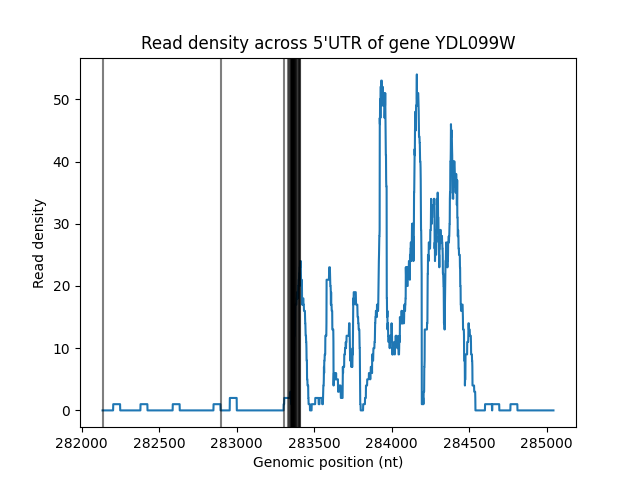 Read density across 5'UTR of gene YDL099W
50
40
30
20
10
0
Read density
282000 282500 283000 283500 284000 284500 285000
Genomic position (nt)